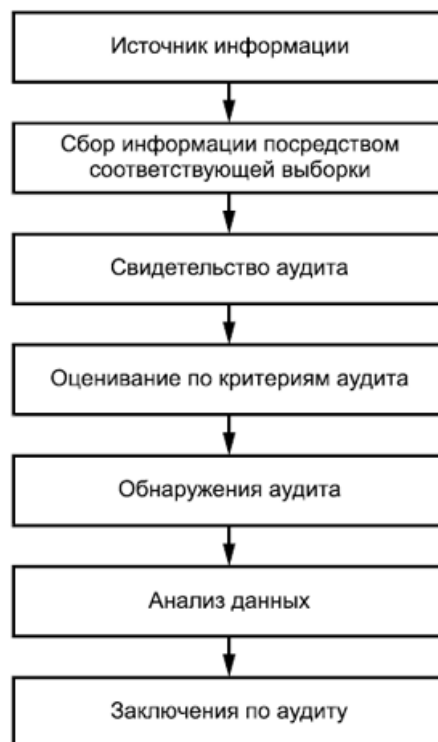 Источник информации
Сбор информации посредством
соответствующей выборки
Свидетельство аудита
Оценивание по критериям аудита
Обнаружения аудита
Анализ данных
Заключения по аудиту